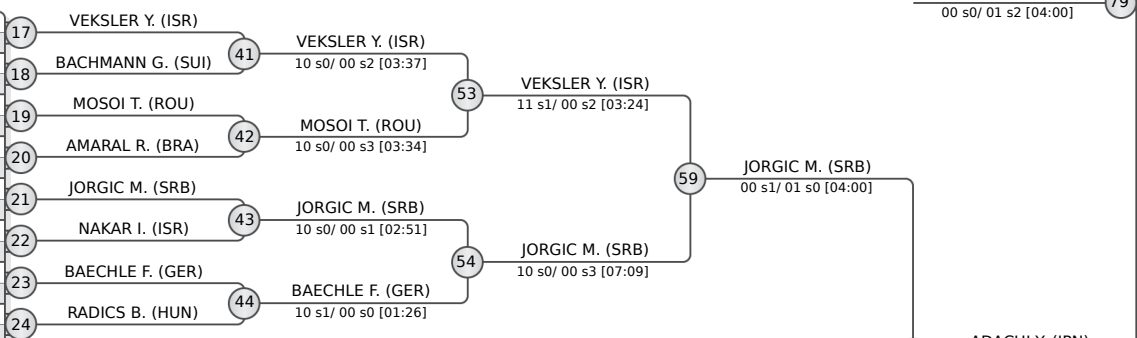 79
00 s0/ 01 s2 [04:00]
17
VEKSLER Y. (ISR)
41
VEKSLER Y. (ISR)
10 s0/ 00 s2 [03:37]
18
BACHMANN G. (SUI)
53
VEKSLER Y. (ISR)
11 s1/ 00 s2 [03:24]
19
MOSOI T. (ROU)
42
MOSOI T. (ROU)
10 s0/ 00 s3 [03:34]
20
AMARAL R. (BRA)
59
JORGIC M. (SRB)
00 s1/ 01 s0 [04:00]
21
JORGIC M. (SRB)
43
JORGIC M. (SRB)
10 s0/ 00 s1 [02:51]
22
NAKAR I. (ISR)
54
JORGIC M. (SRB)
10 s0/ 00 s3 [07:09]
23
BAECHLE F. (GER)
44
BAECHLE F. (GER)
10 s1/ 00 s0 [01:26]
24
RADICS B. (HUN)